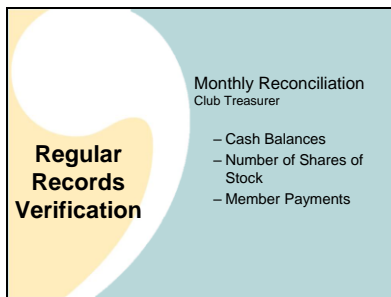 Regular
Records
Verification
Monthly Reconciliation
Club Treasurer
– Cash Balances
– Number of Shares of
Stock
– Member Payments